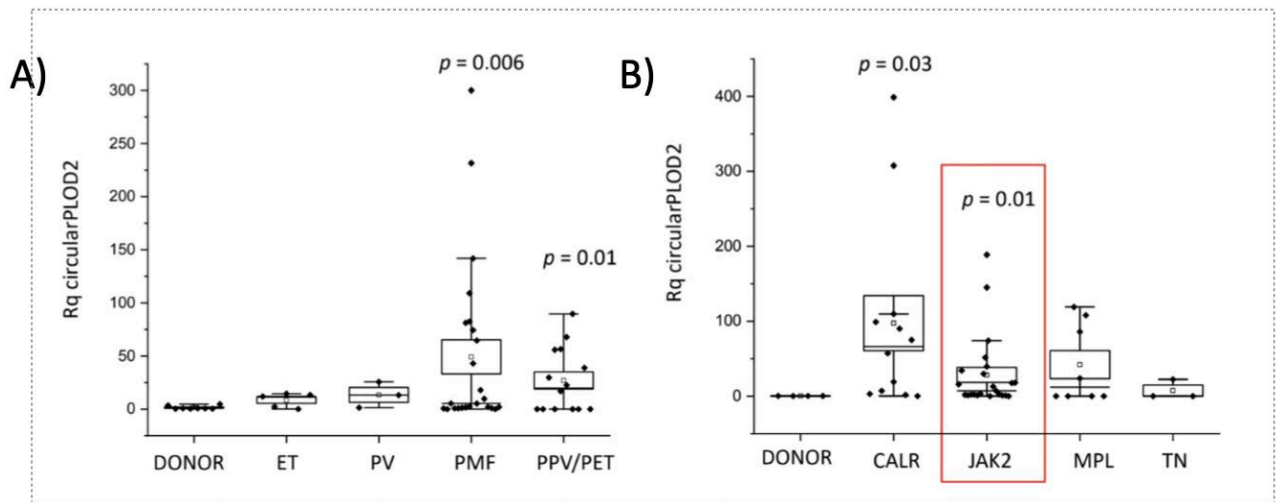 A)
p = 0.006
p = 0.01
Rq circularPLOD2
300
250
200
150
100
50
0
DONOR ET PV PMF PPV/PET
B)
p = 0.03
p = 0.01
Rq circularPLOD2
400
300
200
100
0
DONOR CALR JAK2 MPL TN